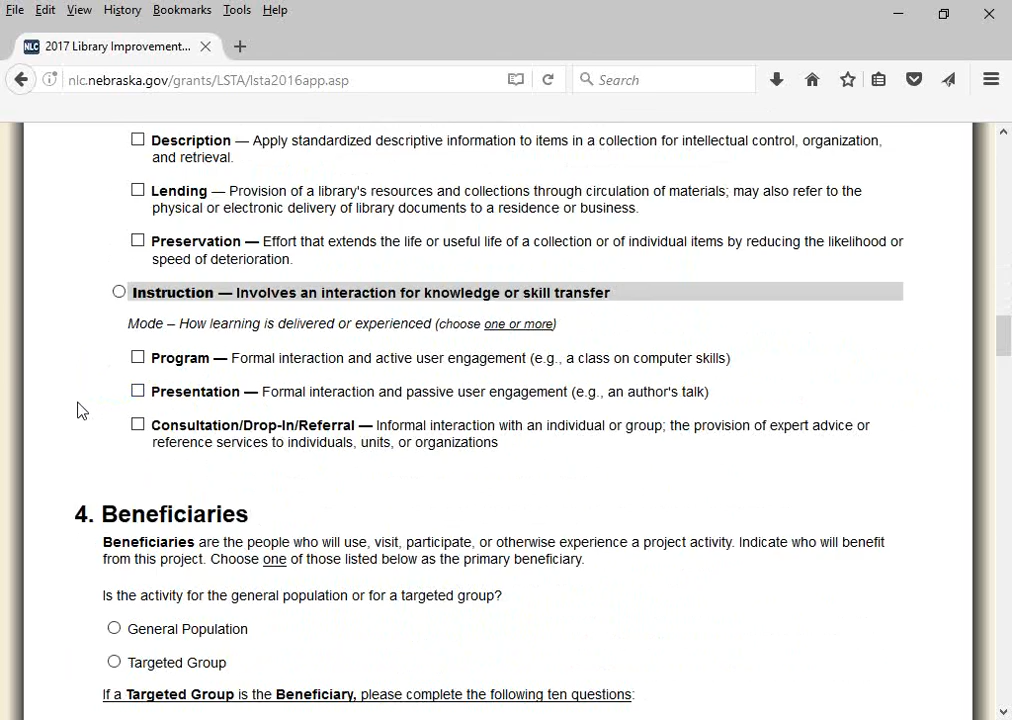 File Edit View History Bookmarks Tools Help
NLC 2017 Library Improvement...
nlc.nebraska.gov/grants/LSTA/lsta2016app.asp
Search
Description — Apply standardized descriptive information to items in a collection for intellectual control, organization,
and retrieval.
Lending — Provision of a library's resources and collections through circulation of materials; may also refer to the
physical or electronic delivery of library documents to a residence or business.
Preservation — Effort that extends the life or useful life of a collection or of individual items by reducing the likelihood or
speed of deterioration.
Instruction — Involves an interaction for knowledge or skill transfer
Mode – How learning is delivered or experienced (choose one or more)
Program — Formal interaction and active user engagement (e.g., a class on computer skills)
Presentation — Formal interaction and passive user engagement (e.g., an author's talk)
Consultation/Drop-In/Referral — Informal interaction with an individual or group; the provision of expert advice or
reference services to individuals, units, or organizations
4. Beneficiaries
Beneficiaries are the people who will use, visit, participate, or otherwise experience a project activity. Indicate who will benefit
from this project. Choose one of those listed below as the primary beneficiary.
Is the activity for the general population or for a targeted group?
General Population
Targeted Group
If a Targeted Group is the Beneficiary, please complete the following ten questions: